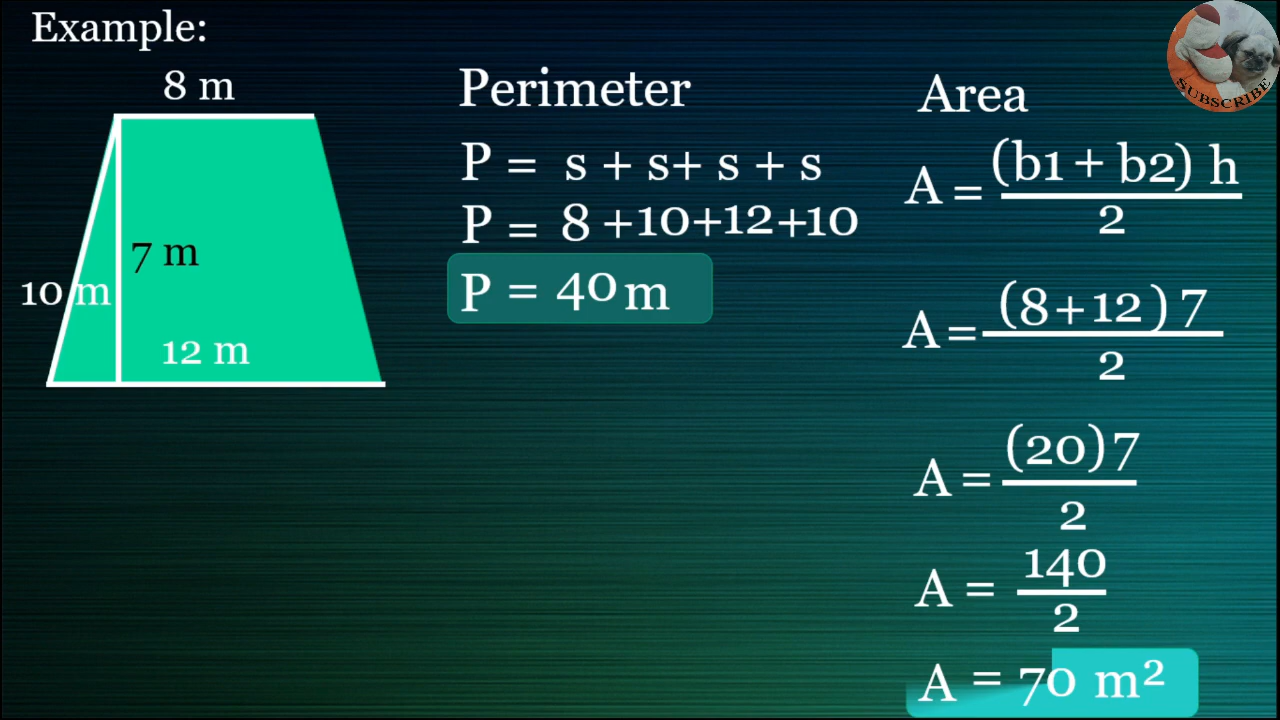 Example:
8 m
7 m
10 m
12 m
Perimeter
P = s + s+ s + s
P = 8 +10+12+10
P = 40 m
Area
A = (b1 + b2) h
2
A = (8+12) 7
2
A = (20) 7
2
A = 140
2
A = 70 m²
SUBSCRIBE